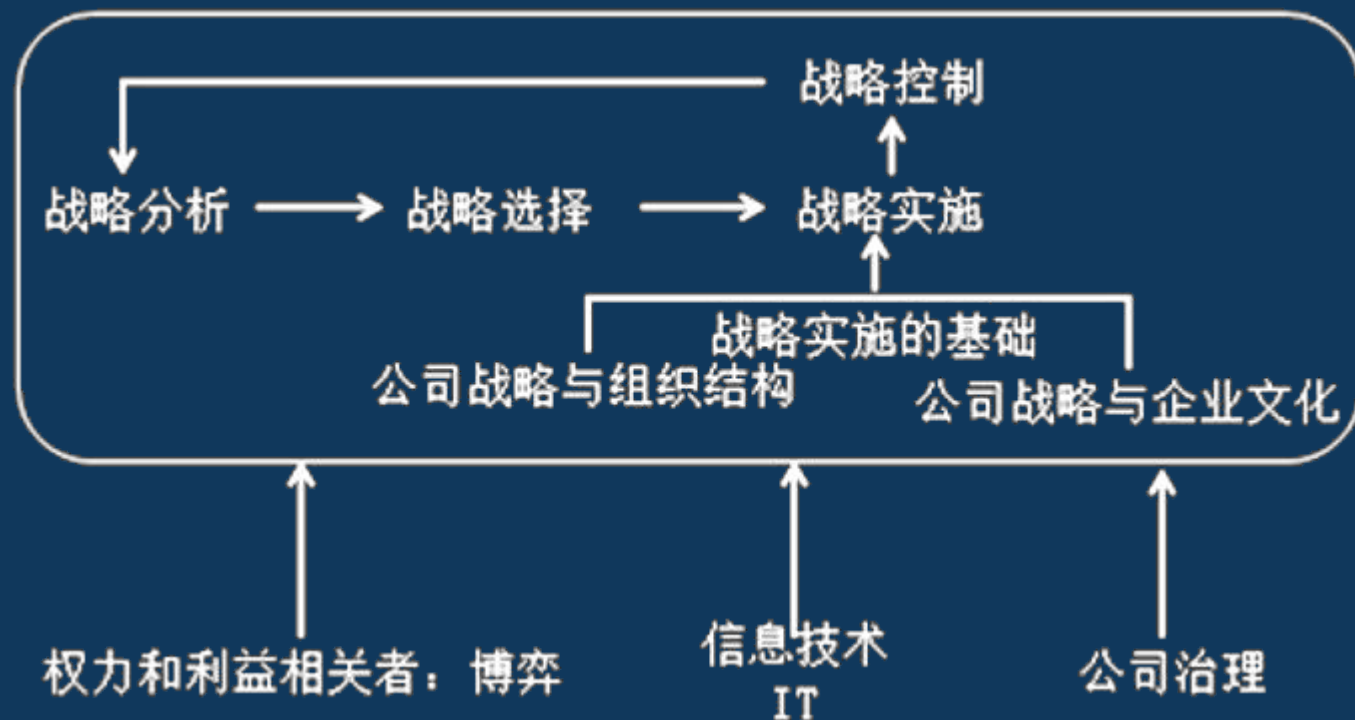 战略控制
战略分析
战略选择
战略实施
战略实施的基础
公司战略与组织结构
公司战略与企业文化
权力和利益相关者：博弈
信息技术
IT
公司治理